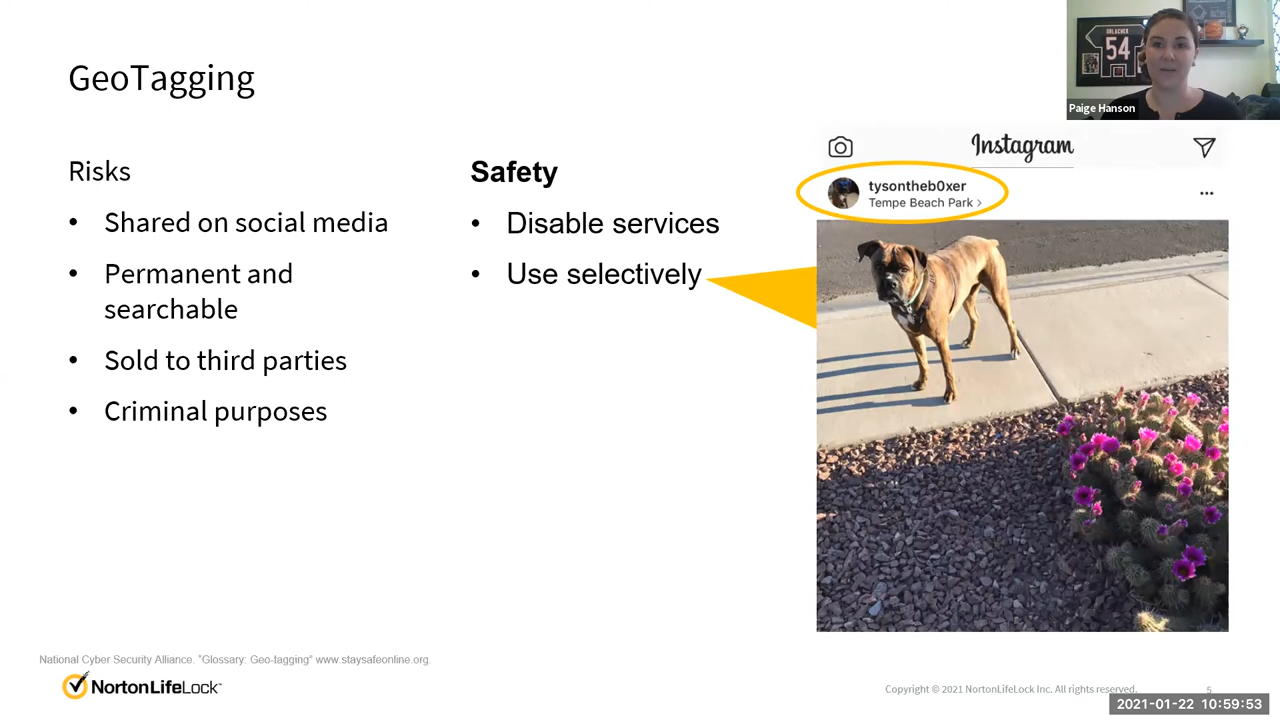 GeoTagging
Risks
• Shared on social media
• Permanent and
searchable
• Sold to third parties
• Criminal purposes
Safety
• Disable services
• Use selectively
Instagram
tysontheb0xer
Tempe Beach Park >
URLACHER
54
Paige Hanson
National Cyber Security Alliance. "Glossary: Geo-tagging" www.staysafeonline.org.
NortonLifeLock
Copyright © 2021 NortonLifeLock Inc. All rights reserved.
5
2021-01-22 10:59:53